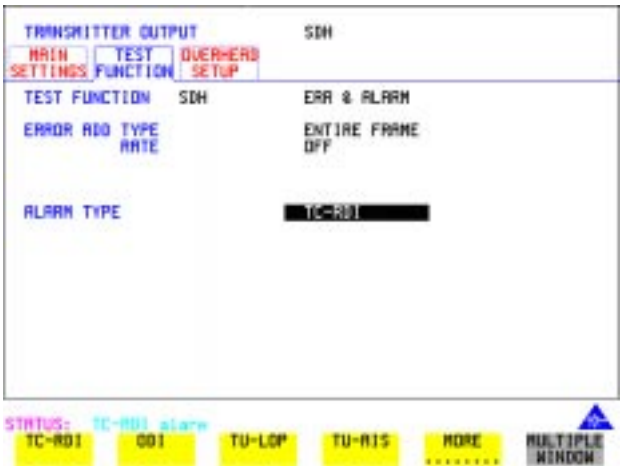 TRANSMITTER OUTPUT SDH
MAIN SETTINGS TEST FUNCTION OVERHEAD SETUP
TEST FUNCTION SDH ERR & ALARM
ERROR ADD TYPE ENTIRE FRAME
RATE OFF
ALARM TYPE TC-RDI
STATUS: TC-RDI alarm
TC-RDI ODI TU-LOP TU-AIS MORE ........ MULTIPLE WINDOW